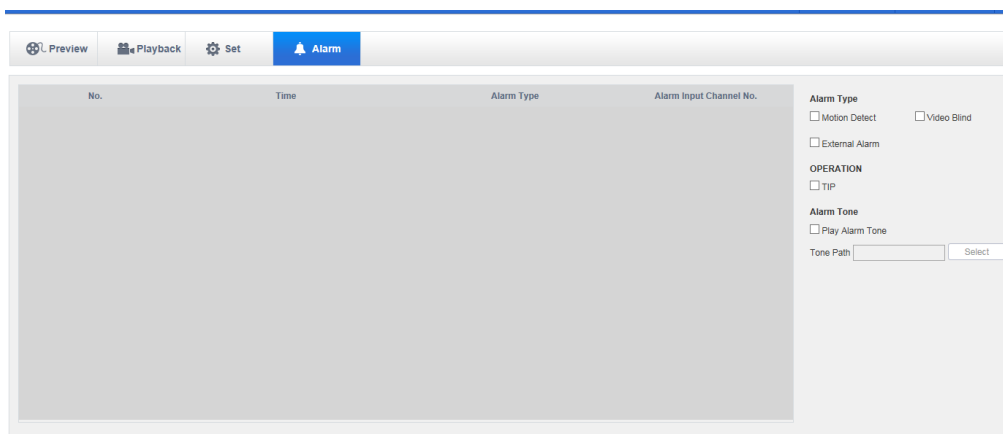 Preview Playback Set Alarm
No. Time Alarm Type Alarm Input Channel No.
Alarm Type
Motion Detect Video Blind
External Alarm
OPERATION
TIP
Alarm Tone
Play Alarm Tone
Tone Path Select